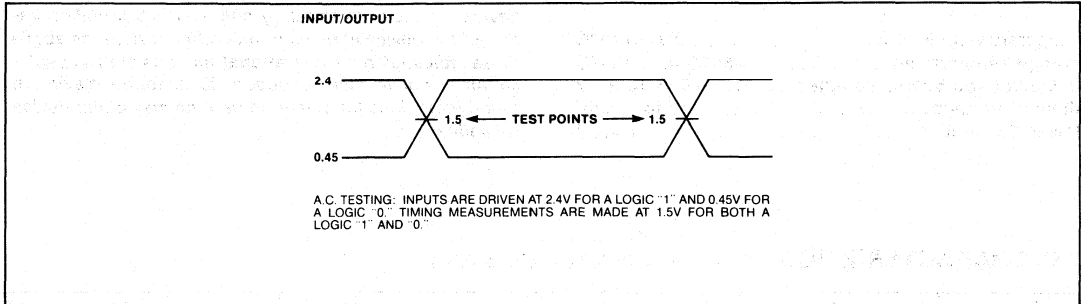 INPUT/OUTPUT
2.4
1.5 TEST POINTS 1.5
0.45
A.C. TESTING: INPUTS ARE DRIVEN AT 2.4V FOR A LOGIC "1" AND 0.45V FOR
A LOGIC "0." TIMING MEASUREMENTS ARE MADE AT 1.5V FOR BOTH A
LOGIC "1" AND "0."